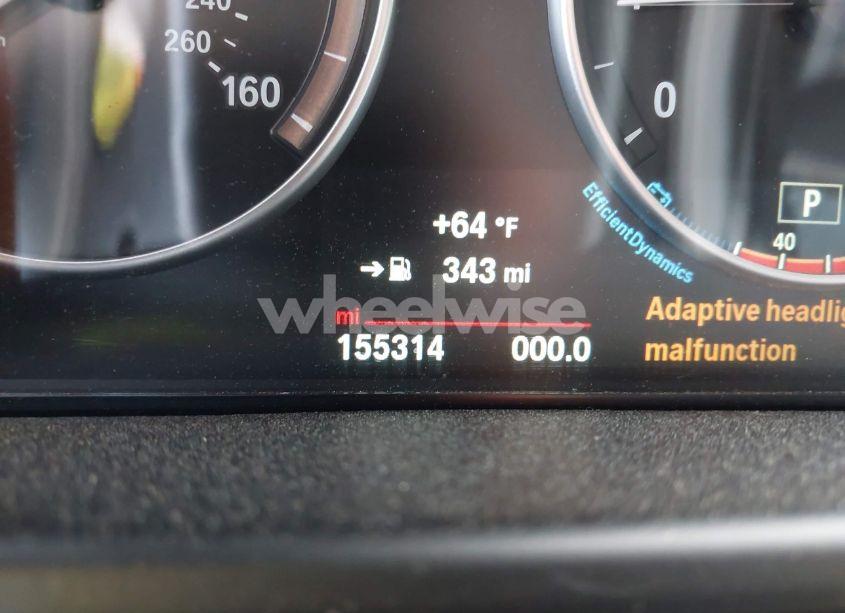 240
260
160
0
+64 °F
343 mi
EfficientDynamics
P
40
wheelwise
mi
155314 000.0
Adaptive headlig
malfunction